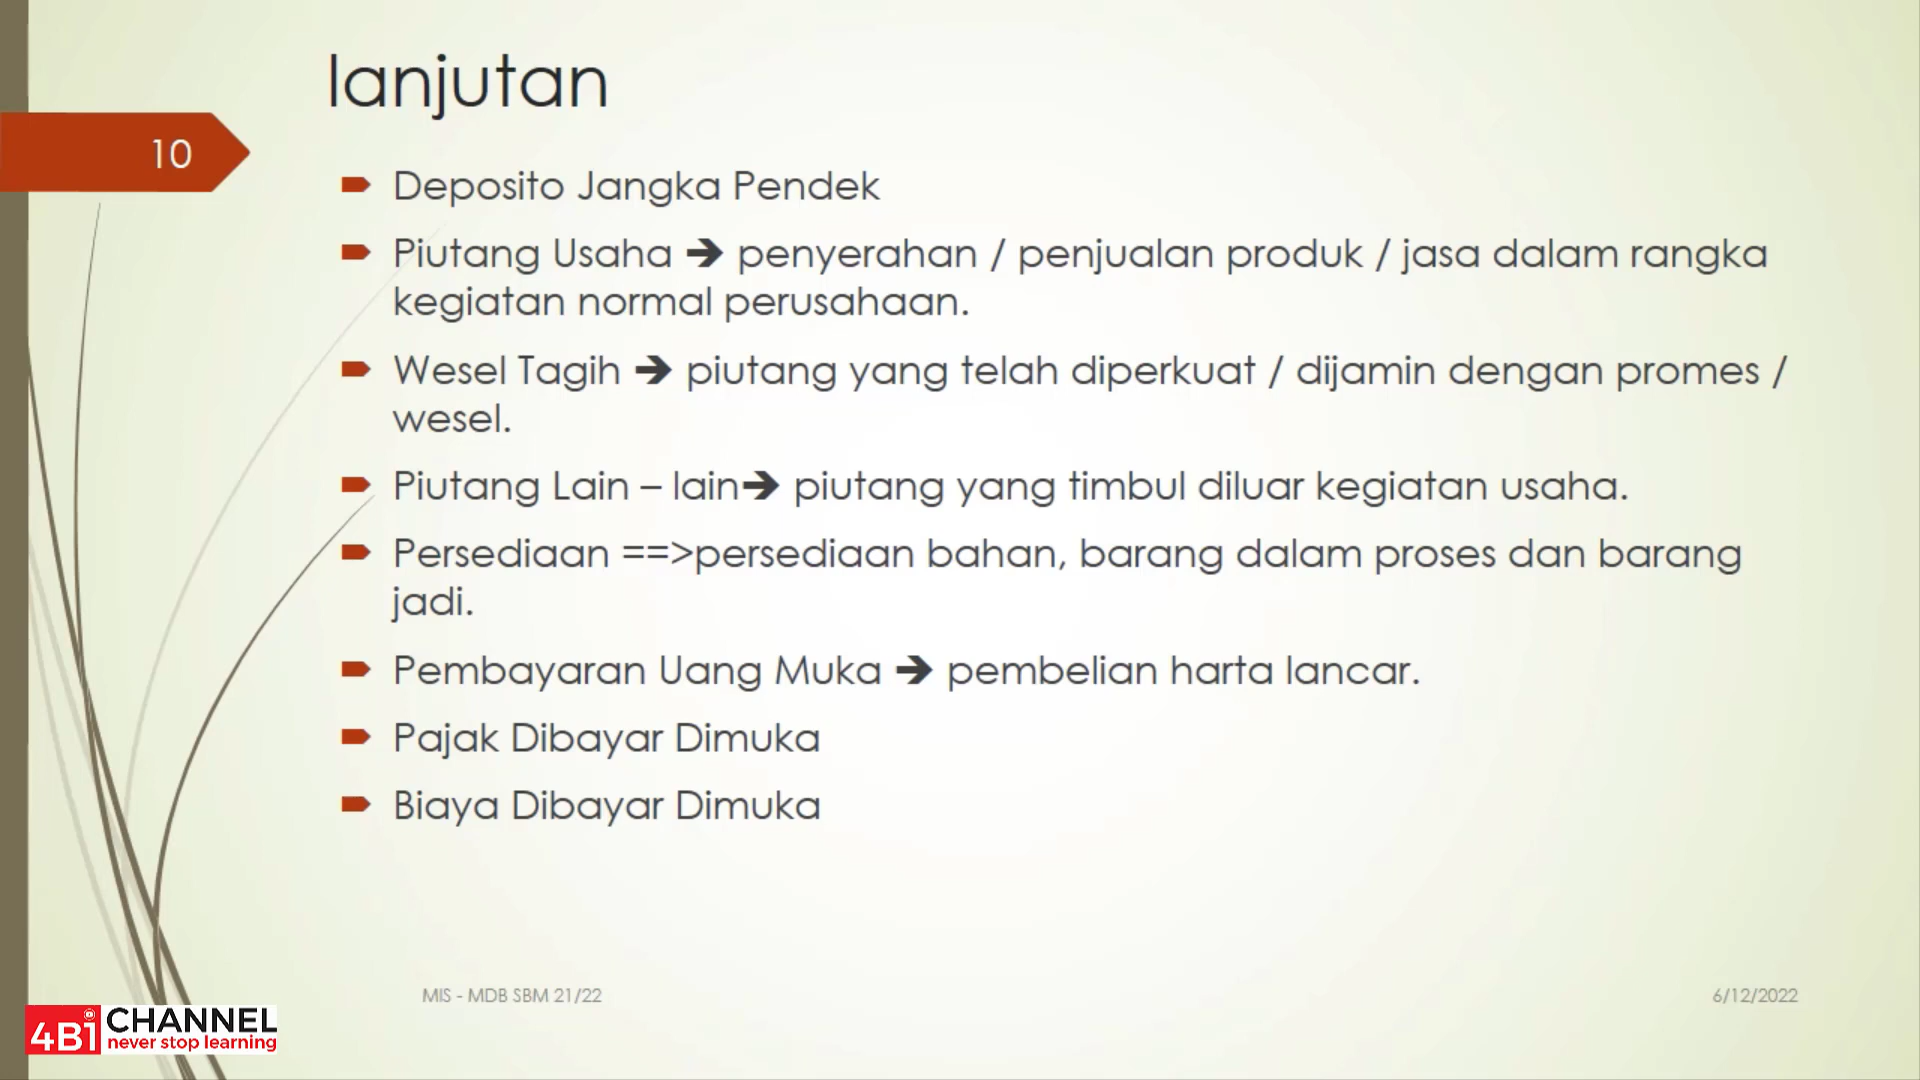 lanjutan
10
Deposito Jangka Pendek
Piutang Usaha ➔ penyerahan / penjualan produk / jasa dalam rangka
kegiatan normal perusahaan.
Wesel Tagih ➔ piutang yang telah diperkuat / dijamin dengan promes /
wesel.
Piutang Lain – lain➔ piutang yang timbul diluar kegiatan usaha.
Persediaan ==>persediaan bahan, barang dalam proses dan barang
jadi.
Pembayaran Uang Muka ➔ pembelian harta lancar.
Pajak Dibayar Dimuka
Biaya Dibayar Dimuka
MIS - MDB SBM 21/22
6/12/2022
4Bi CHANNEL
never stop learning